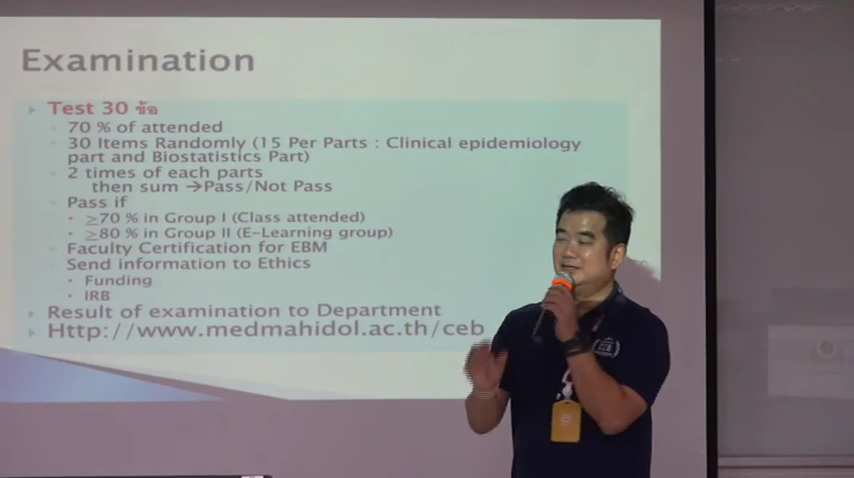 Examination
Test 30 ข้อ
70 % of attended
30 Items Randomly (15 Per Parts : Clinical epidemiology
part and Biostatistics Part)
2 times of each parts
then sum →Pass/Not Pass
Pass if
≥70 % in Group I (Class attended)
≥80 % in Group II (E-Learning group)
Faculty Certification for EBM
Send information to Ethics
Funding
IRB
Result of examination to Department
Http://www.medmahidol.ac.th/ceb